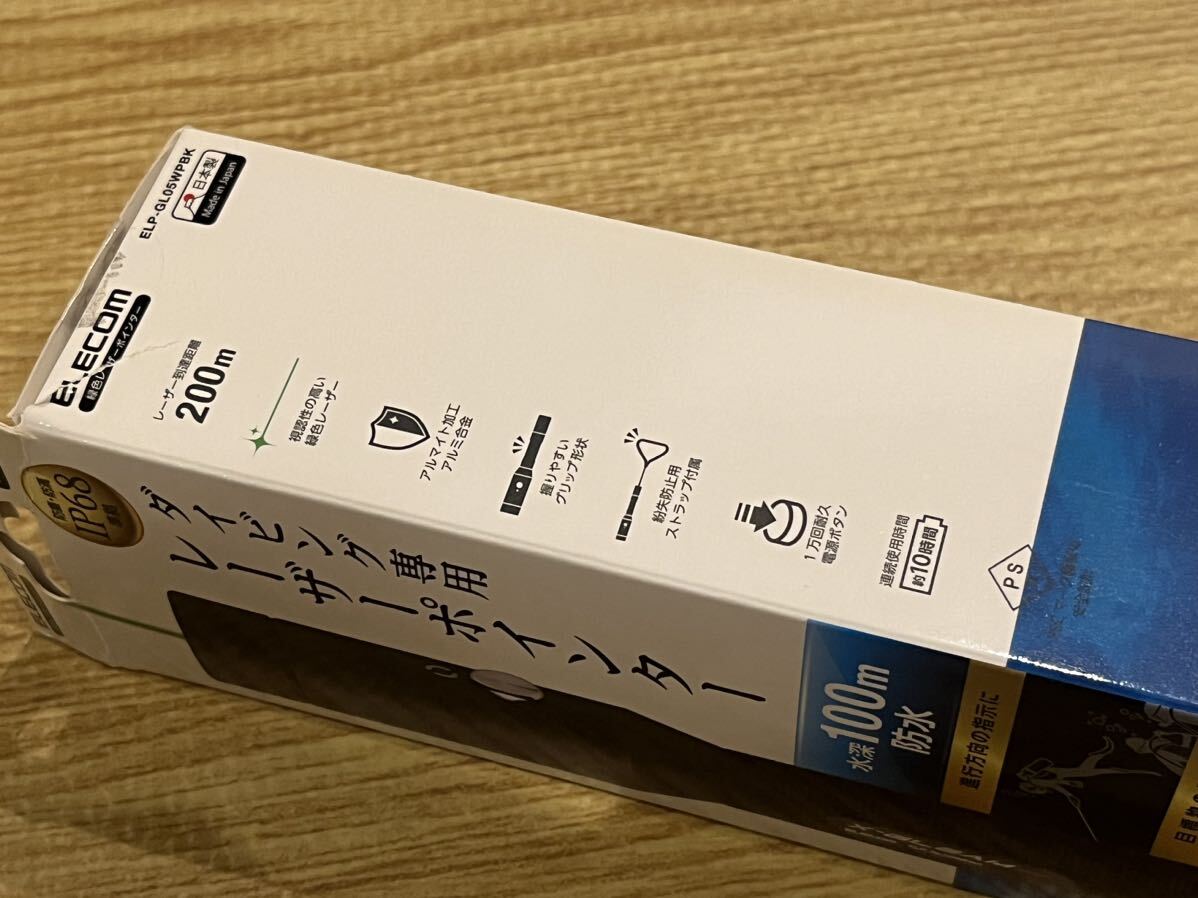 ELP-GL05WPBK
日本製
Made in Japan
ELECOM
緑色レーザーポインター
レーザー到達距離
200m
視認性の高い
緑色レーザー
アルマイト加工
アルミ合金
握りやすい
グリップ形状
紛失防止用
ストラップ付属
1万回耐久
電源ボタン
連続使用時間
約10時間
PS
IP68
ダイビング専用
レーザーポインター
水深100m
防水
進行方向の指示に